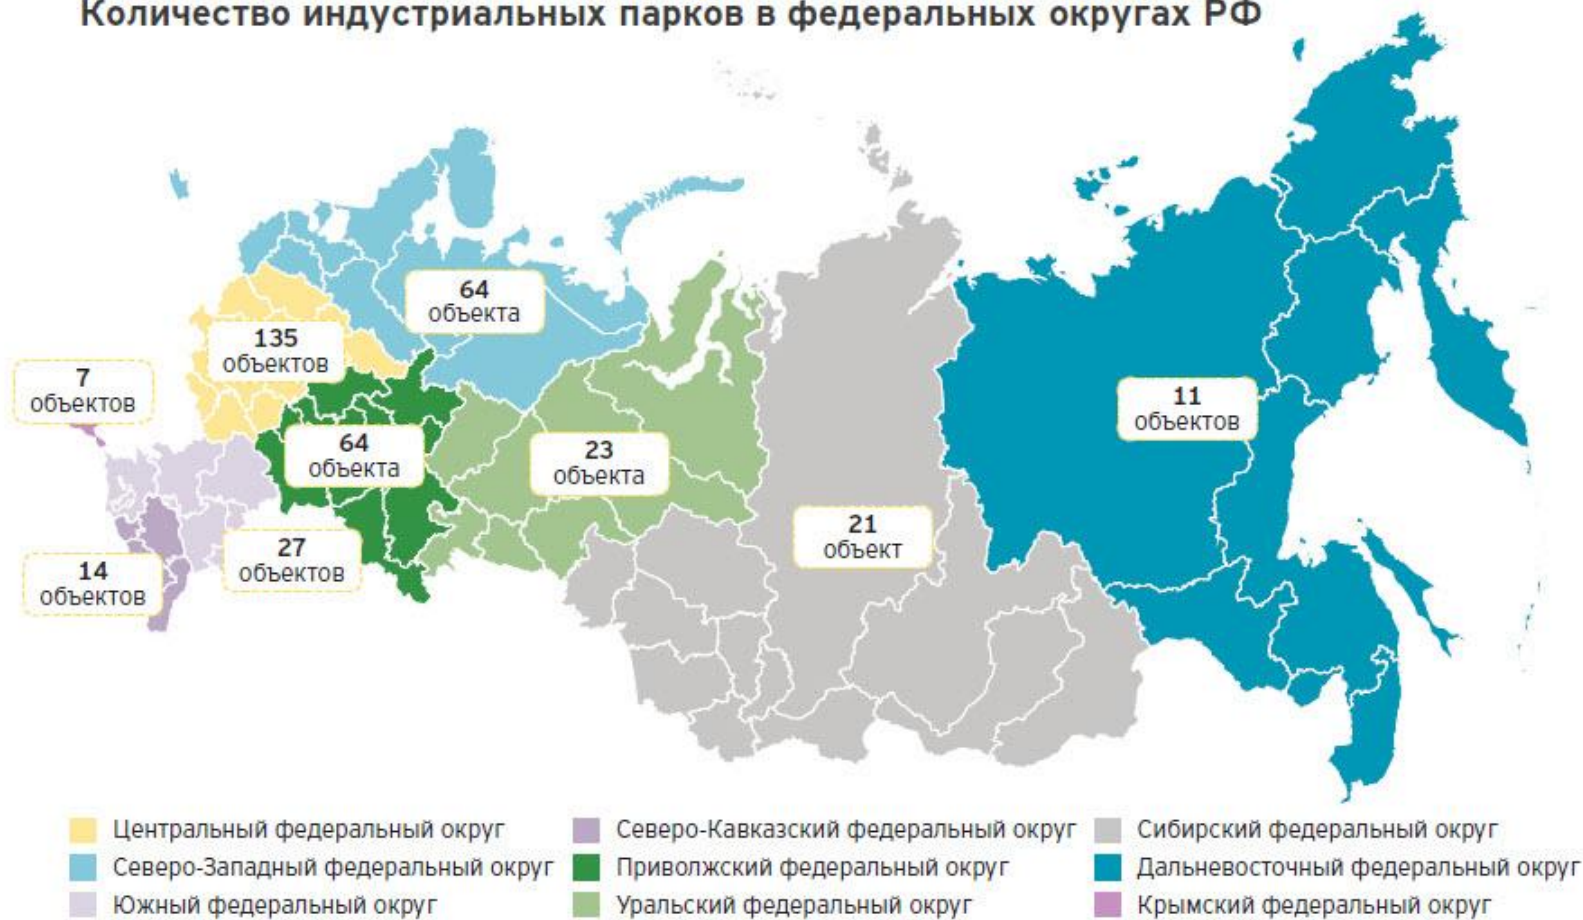 Количество индустриальных парков в федеральных округах РФ
64
объекта
135
объектов
7
объектов
11
объектов
64
объекта
23
объекта
21
объект
27
объектов
14
объектов
Центральный федеральный округ
Северо-Западный федеральный округ
Южный федеральный округ
Северо-Кавказский федеральный округ
Приволжский федеральный округ
Уральский федеральный округ
Сибирский федеральный округ
Дальневосточный федеральный округ
Крымский федеральный округ